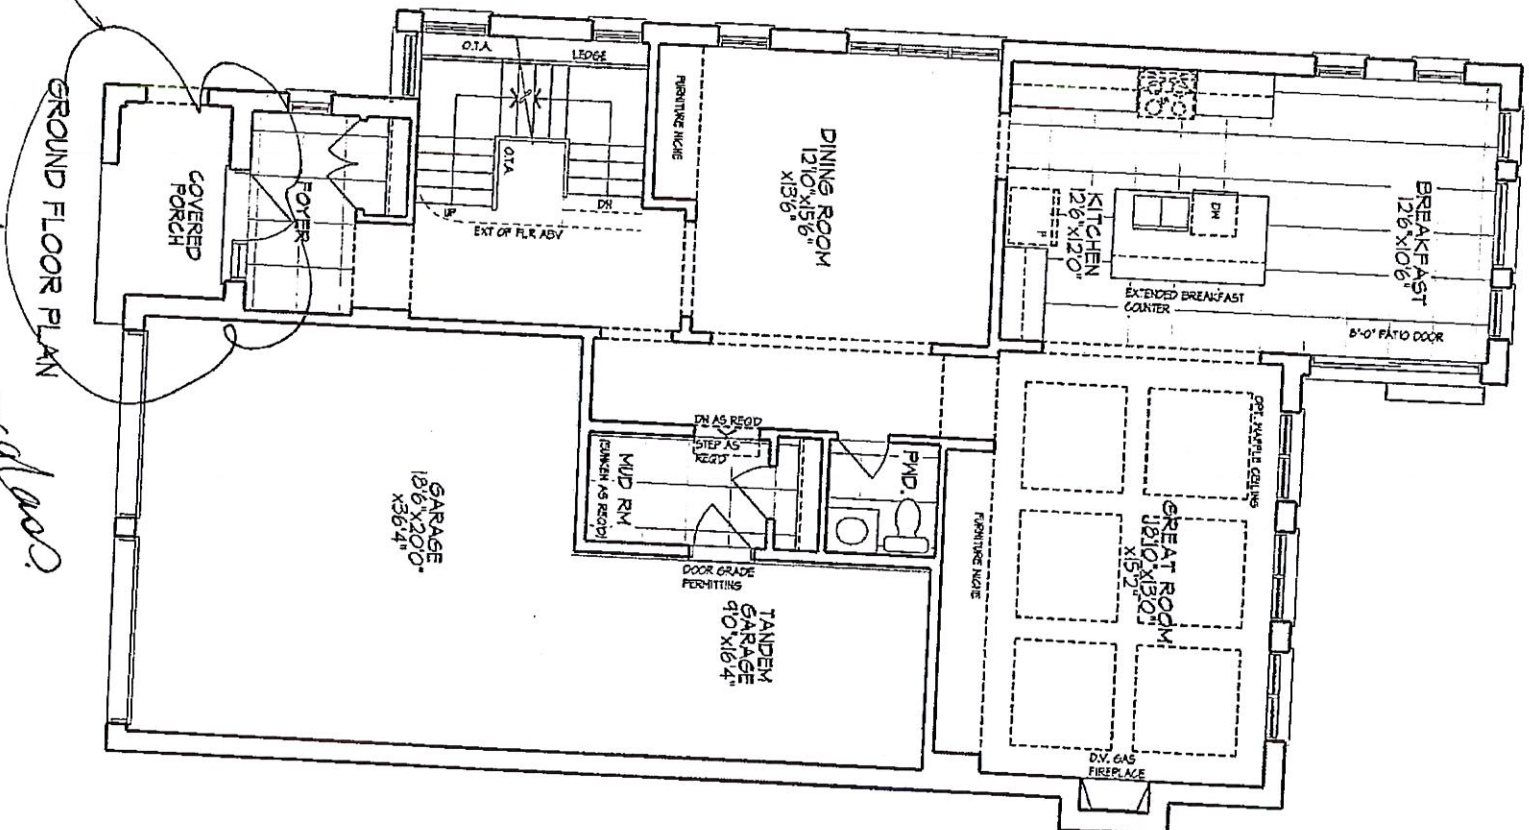 O.T.A.
LEDGE
FURNITURE NICHE
DINING ROOM
12'10"x15'6"
x13'6"
BREAKFAST
12'6"x10'6"
KITCHEN
12'6"x12'0"
DW
F
EXTENDED BREAKFAST
COUNTER
8'-0" PATIO DOOR
O.T.A.
UP
DN
EXT OF FLR ABV
FOYER
COVERED
PORCH
GROUND FLOOR PLAN
DN AS REQD
STEP AS
REQD
MUD RM
(SUNKEN AS REQD)
PWD.
DOOR GRADE
PERMITTING
GARAGE
18'6"x20'0"
x36'4"
TANDEM
GARAGE
9'0"x16'4"
FURNITURE NICHE
OPT. WAFFLE CEILING
GREAT ROOM
18'10"x13'0"
x15'2"
D.V. GAS
FIREPLACE